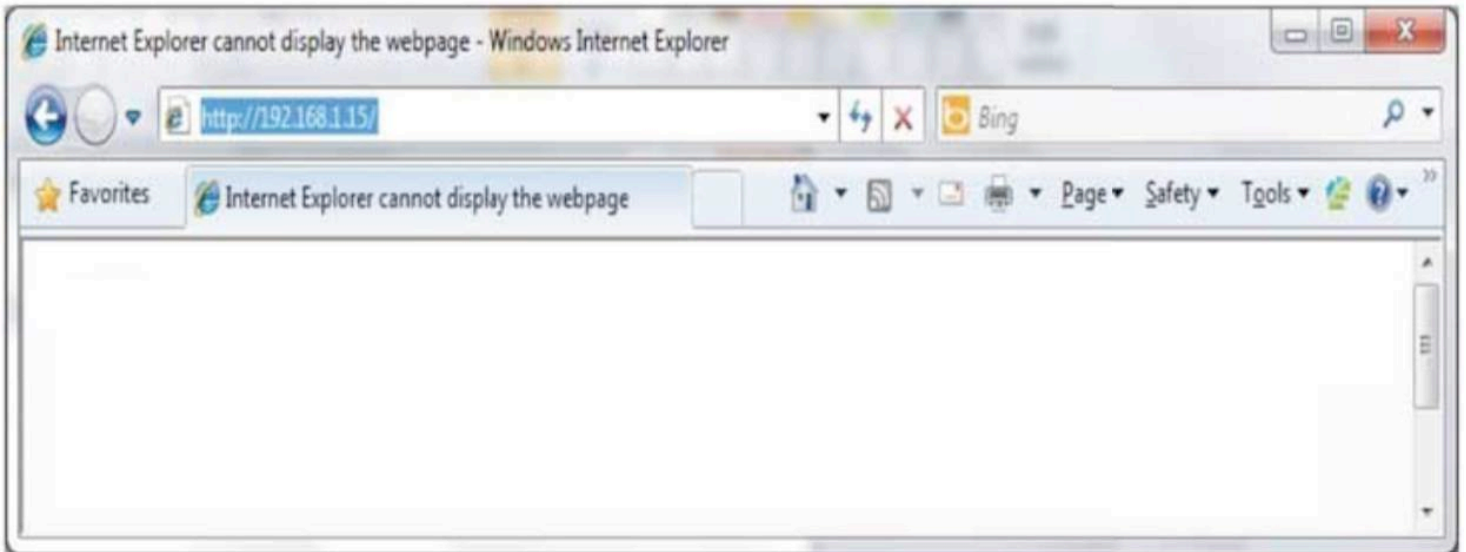 Internet Explorer cannot display the webpage - Windows Internet Explorer
http://192.168.1.15/ Bing
Favorites Internet Explorer cannot display the webpage Page Safety Tools